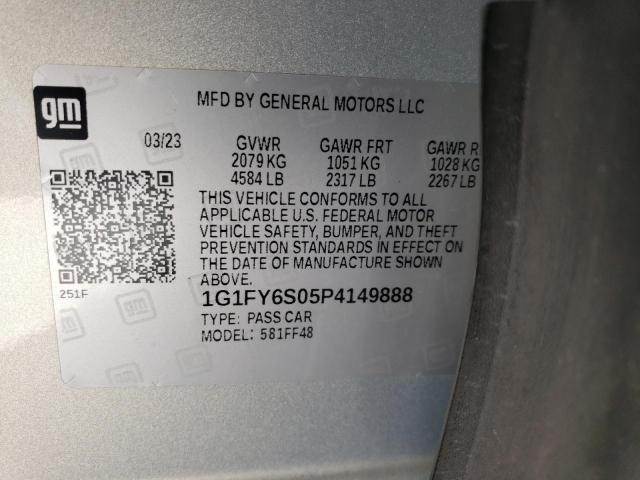 gm
MFD BY GENERAL MOTORS LLC
03/23 GVWR GAWR FRT GAWR R
2079 KG 1051 KG 1028 KG
4584 LB 2317 LB 2267 LB
THIS VEHICLE CONFORMS TO ALL
APPLICABLE U.S. FEDERAL MOTOR
VEHICLE SAFETY, BUMPER, AND THEFT
PREVENTION STANDARDS IN EFFECT ON
THE DATE OF MANUFACTURE SHOWN
ABOVE.
251F
1G1FY6S05P4149888
TYPE: PASS CAR
MODEL: 581FF48